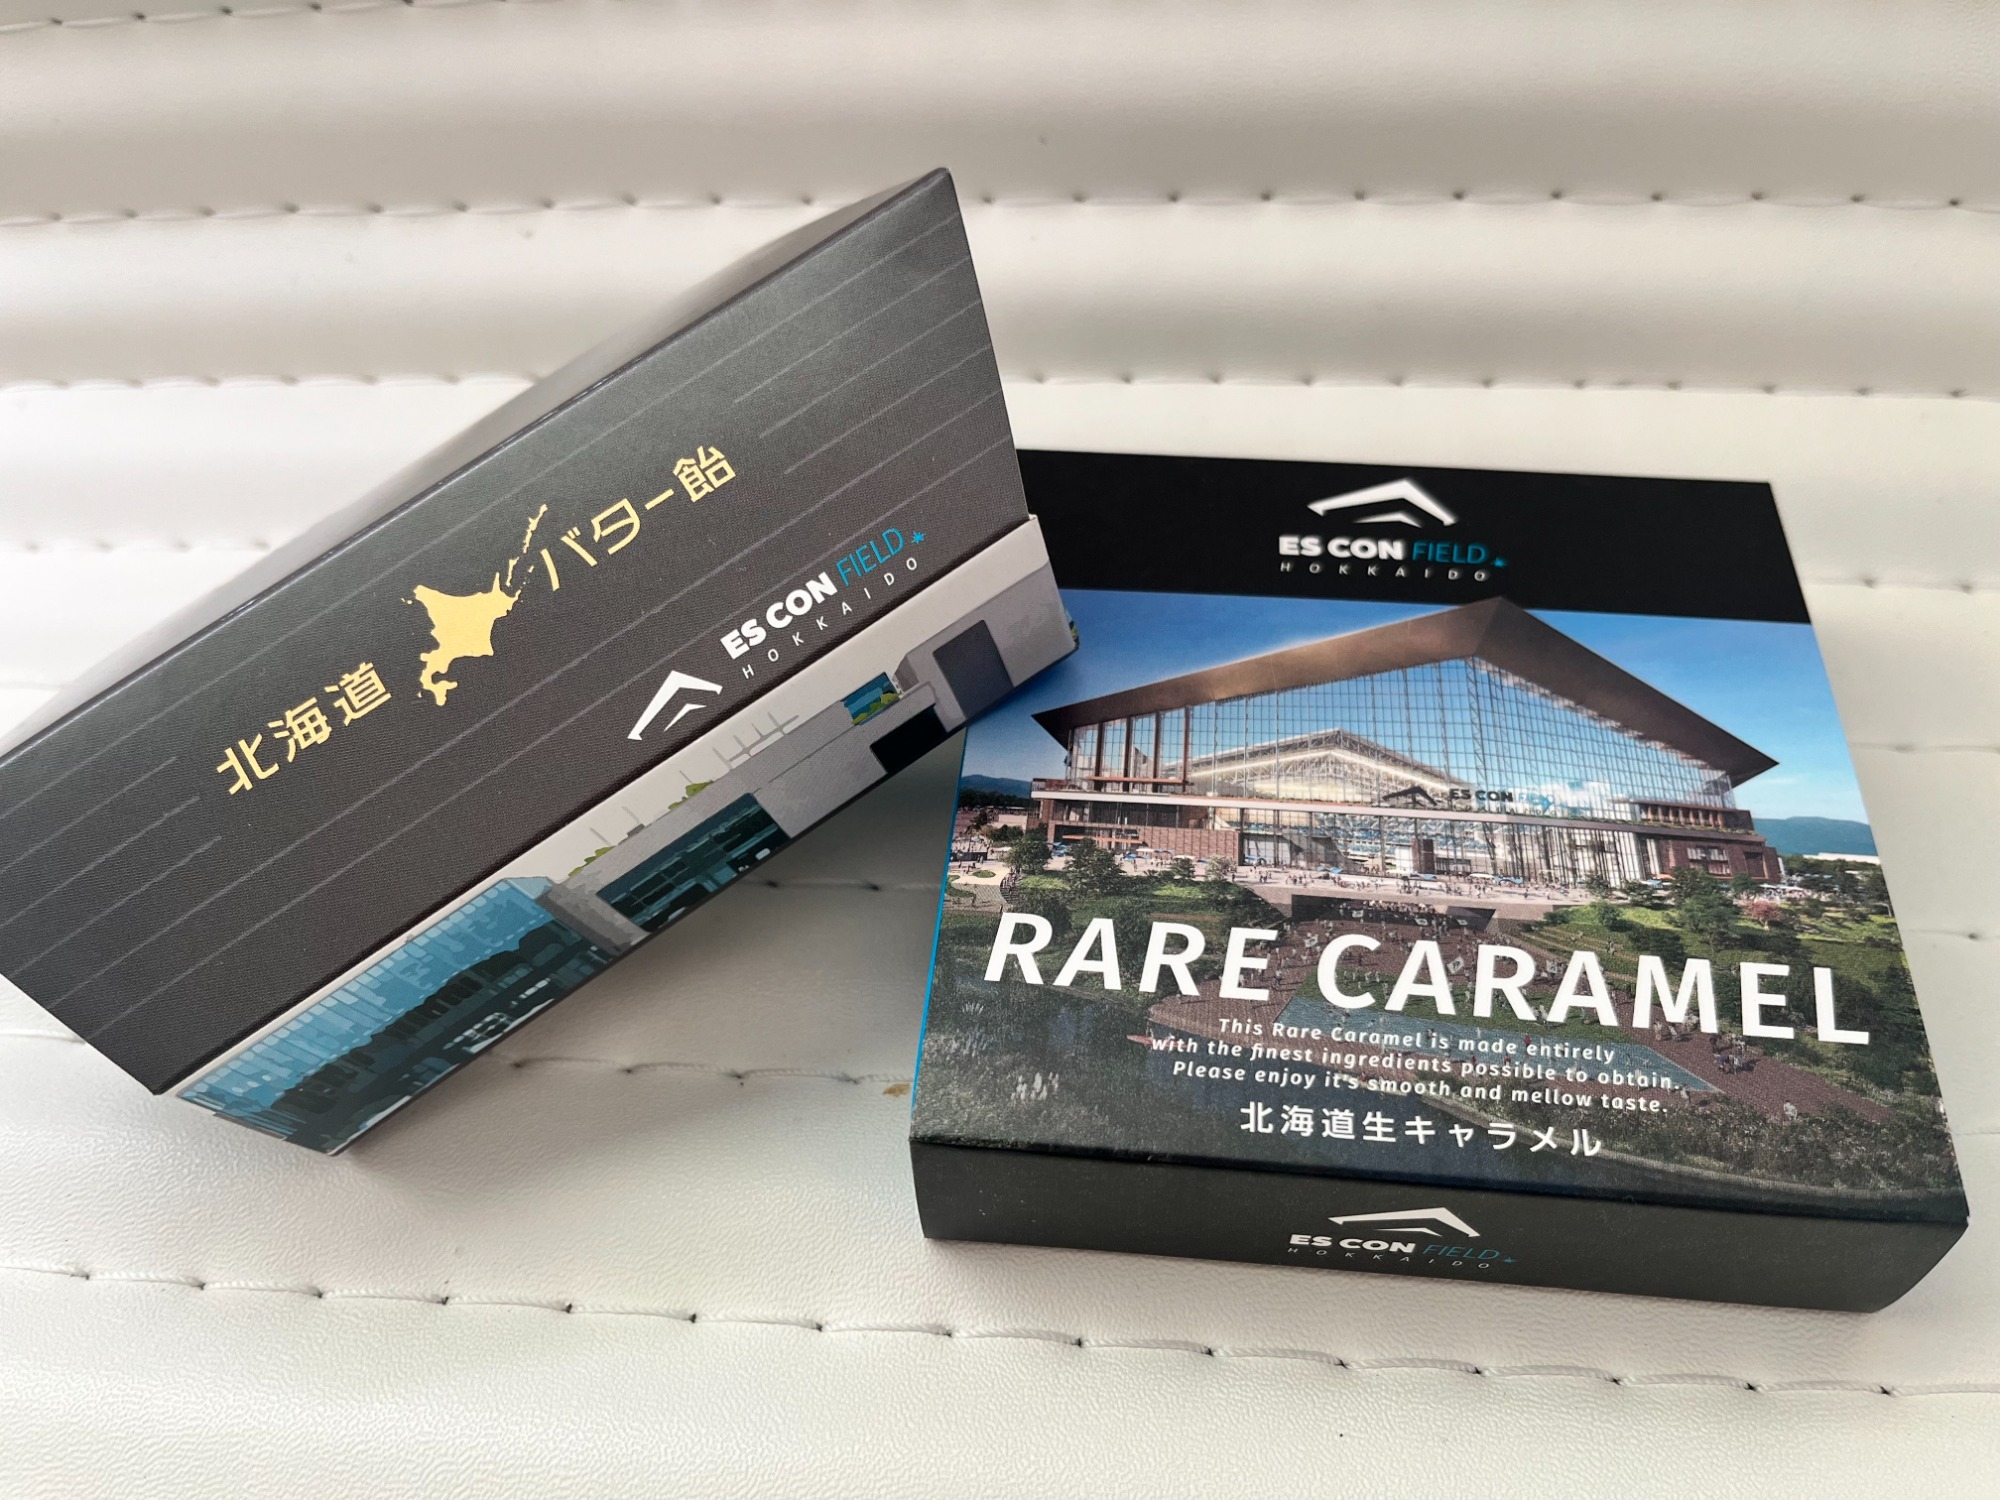 北海道 バター飴
ES CON FIELD
HOKKAIDO
ES CON FIELD
HOKKAIDO
ES CON
RARE CARAMEL
This Rare Caramel is made entirely
with the finest ingredients possible to obtain.
Please enjoy it's smooth and mellow taste.
北海道生キャラメル
ES CON FIELD
HOKKAIDO